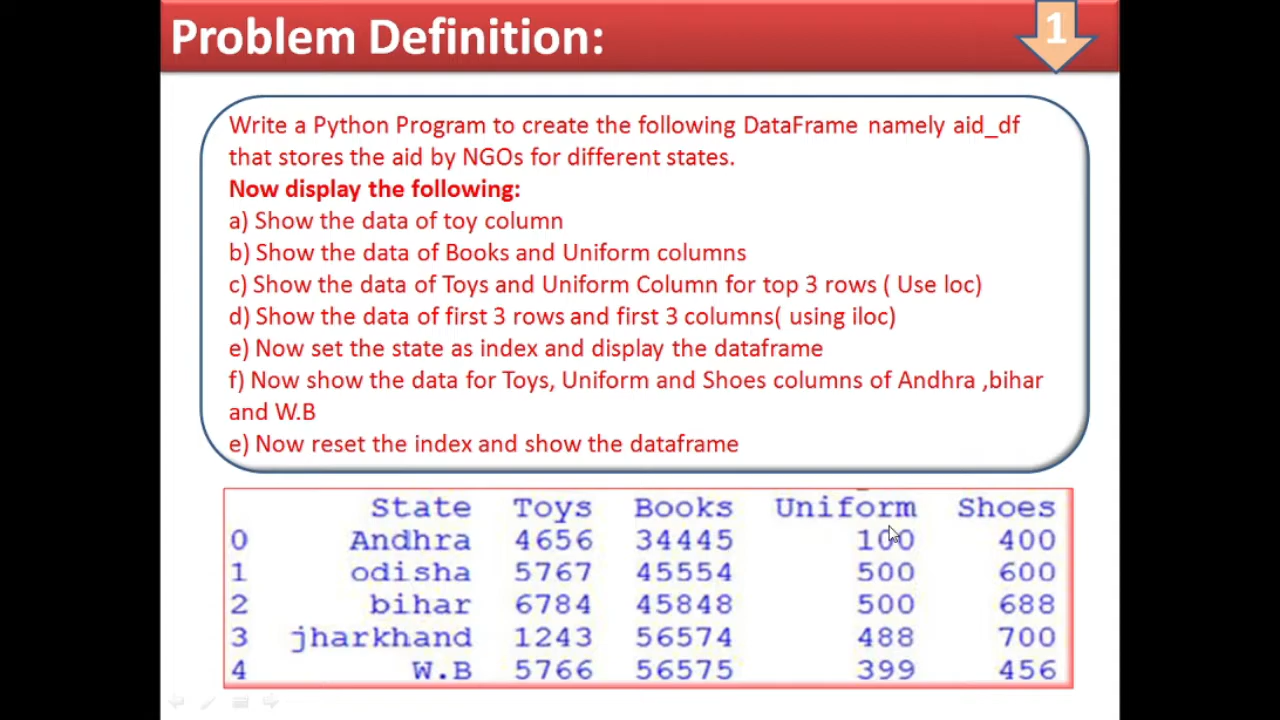 Problem Definition:
1
Write a Python Program to create the following DataFrame namely aid_df
that stores the aid by NGOs for different states.
Now display the following:
a) Show the data of toy column
b) Show the data of Books and Uniform columns
c) Show the data of Toys and Uniform Column for top 3 rows ( Use loc)
d) Show the data of first 3 rows and first 3 columns( using iloc)
e) Now set the state as index and display the dataframe
f) Now show the data for Toys, Uniform and Shoes columns of Andhra ,bihar
and W.B
e) Now reset the index and show the dataframe
State Toys Books Uniform Shoes
0 Andhra 4656 34445 100 400
1 odisha 5767 45554 500 600
2 bihar 6784 45848 500 688
3 jharkhand 1243 56574 488 700
4 W.B 5766 56575 399 456